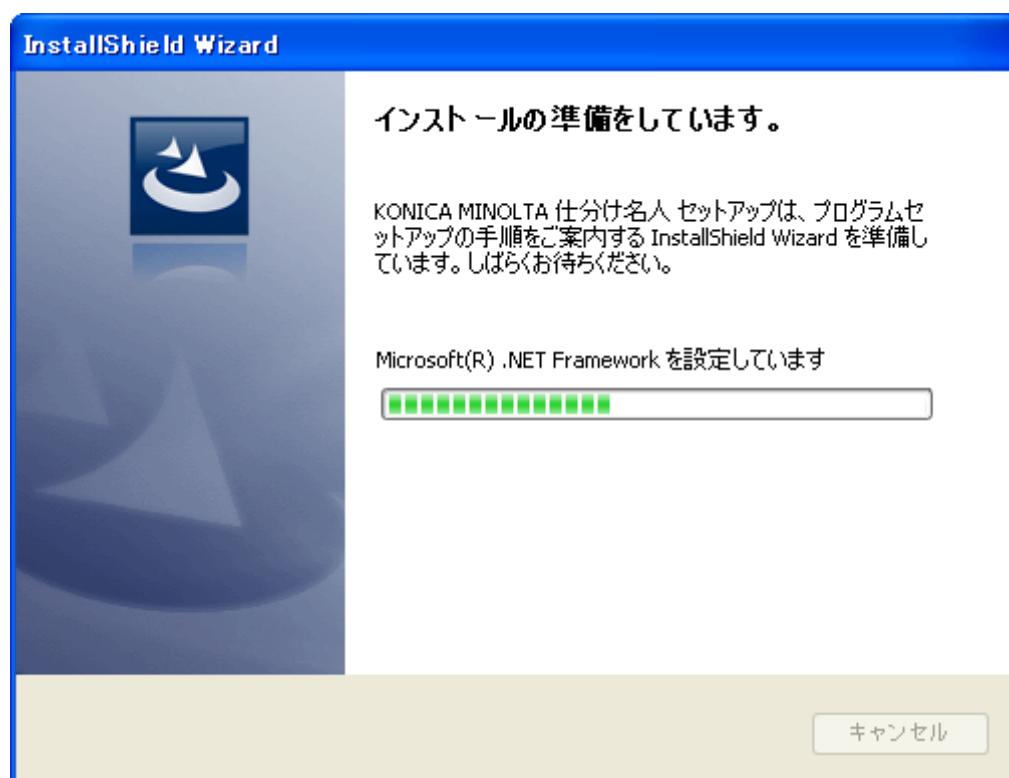 InstallShield Wizard
インストールの準備をしています。
KONICA MINOLTA 仕分け名人 セットアップは、プログラムセ
ットアップの手順をご案内する InstallShield Wizard を準備し
ています。しばらくお待ちください。
Microsoft(R) .NET Framework を設定しています
キャンセル